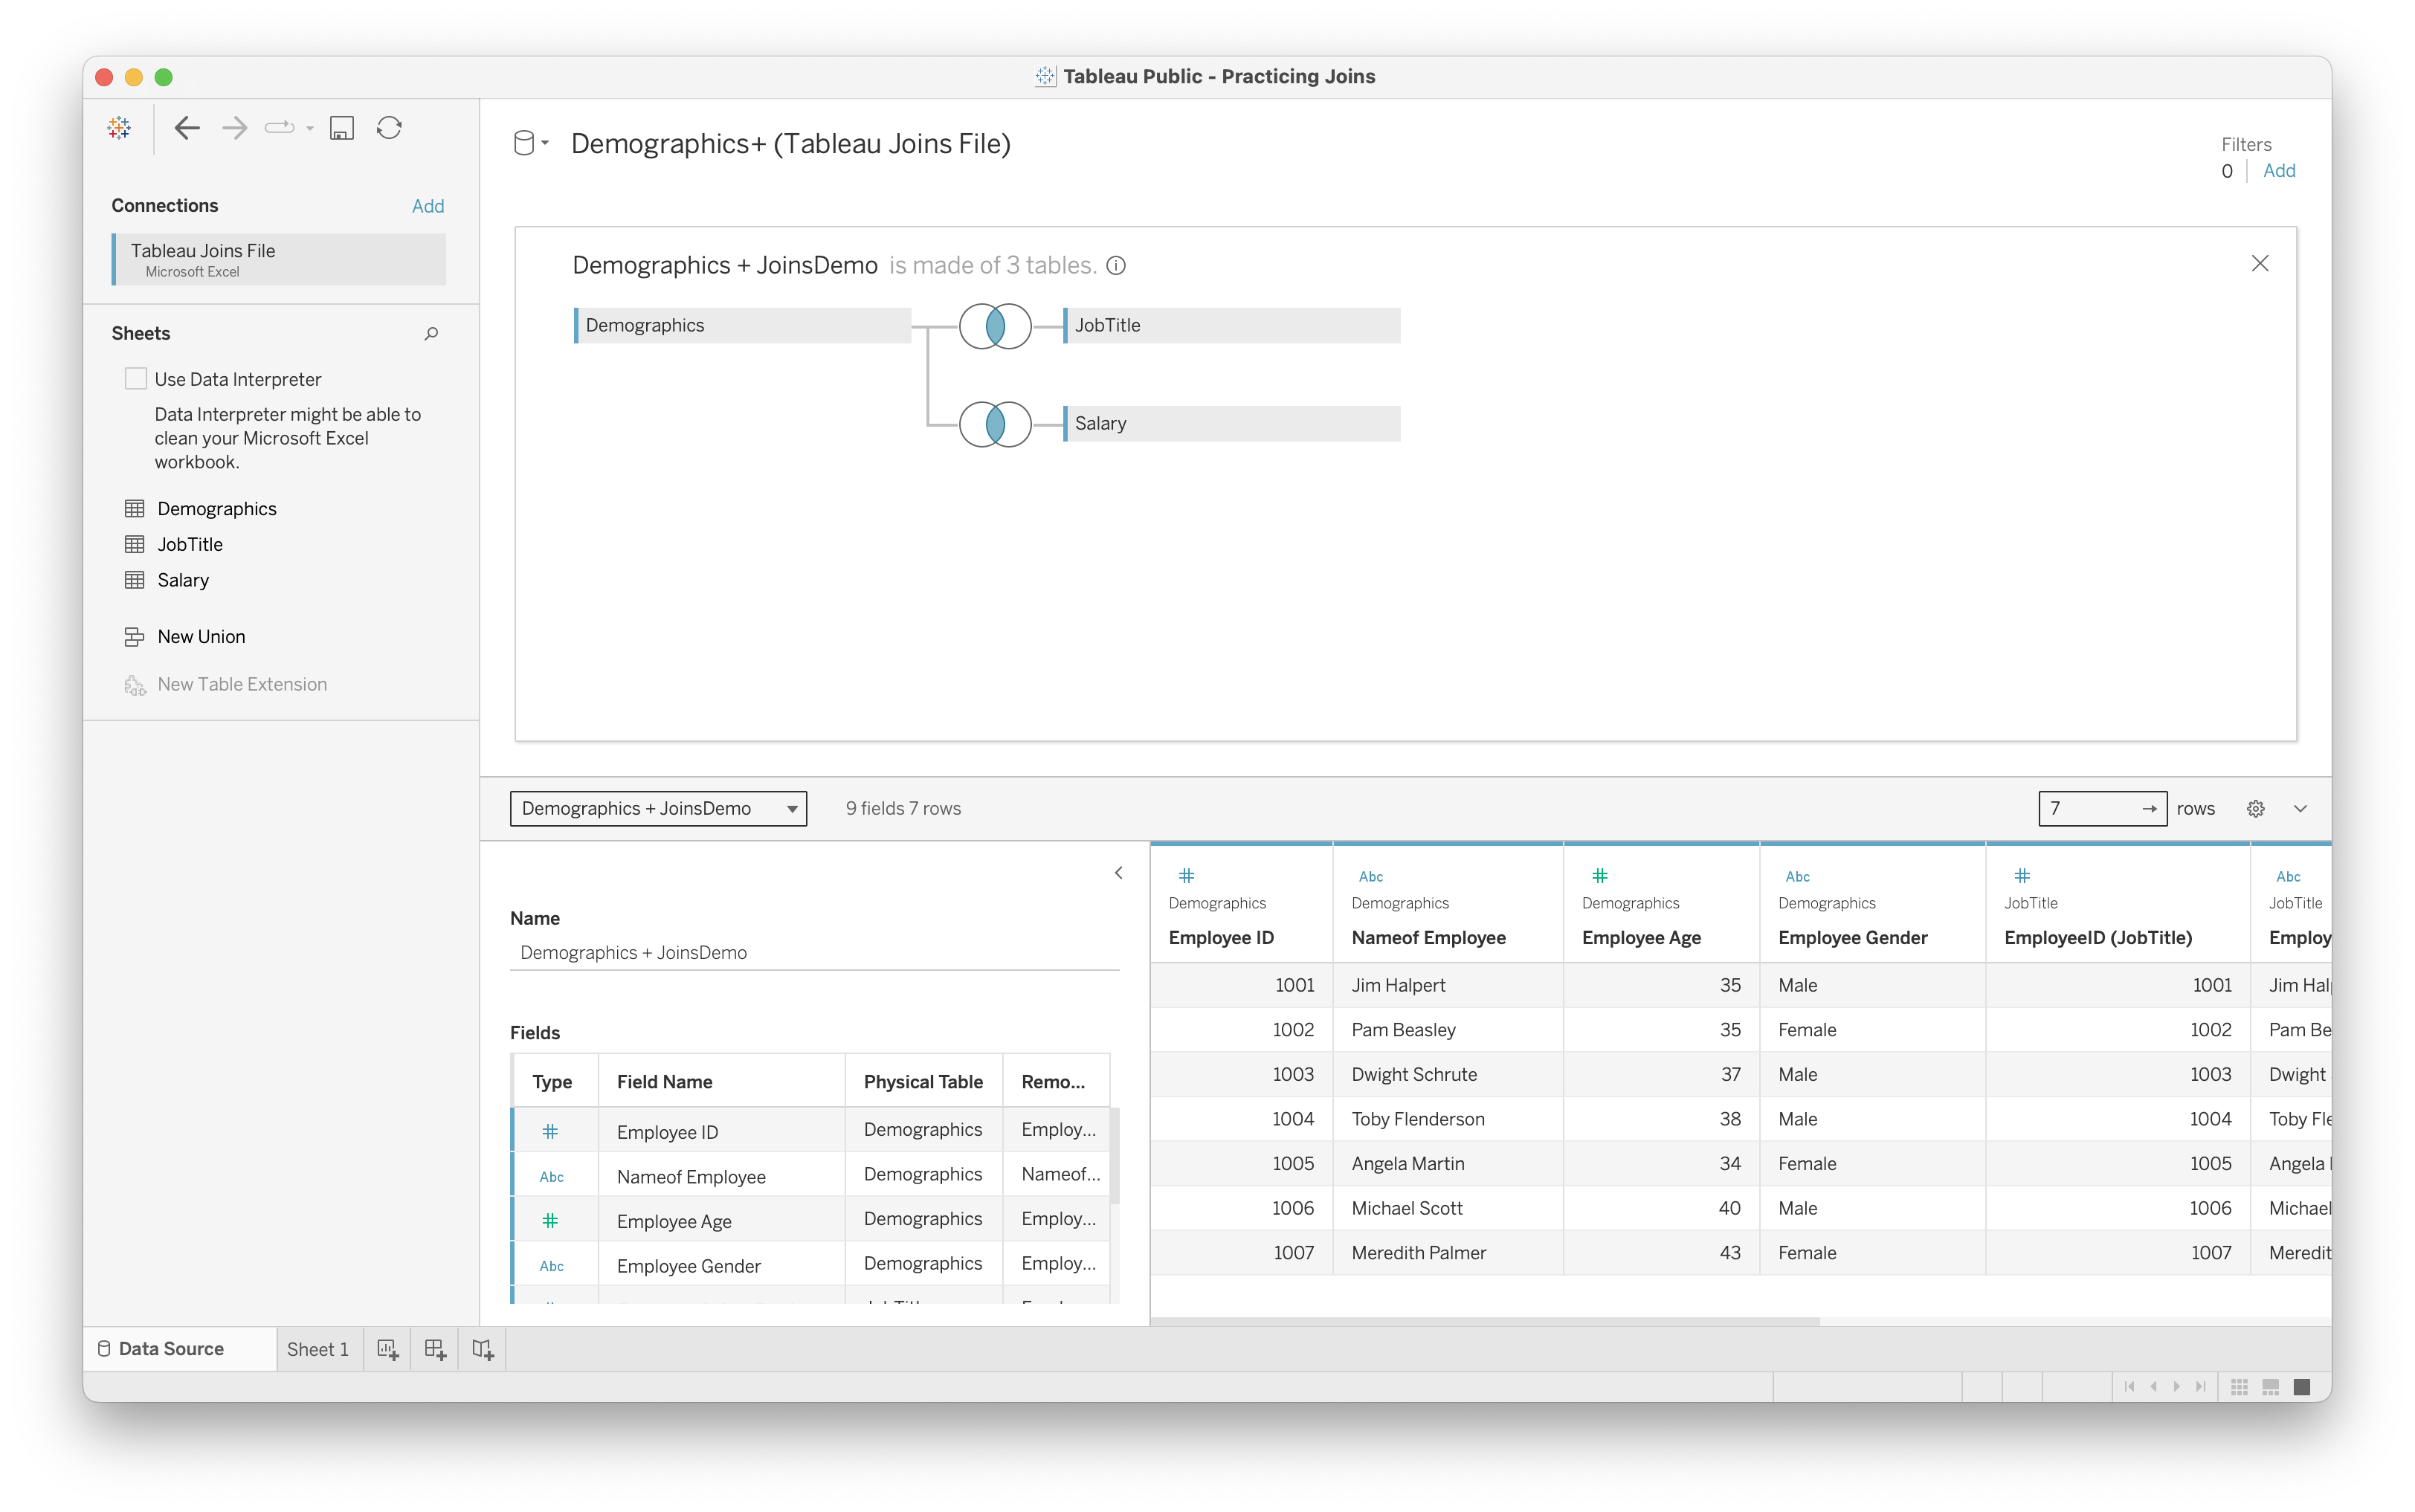 Tableau Public - Practicing Joins
Connections Add
Tableau Joins File
Microsoft Excel
Sheets
Use Data Interpreter
Data Interpreter might be able to
clean your Microsoft Excel
workbook.
Demographics
JobTitle
Salary
New Union
New Table Extension
Demographics+ (Tableau Joins File)
Filters
0 Add
Demographics + JoinsDemo is made of 3 tables.
Demographics JobTitle
Salary
Demographics + JoinsDemo 9 fields 7 rows 7 rows
Name
Demographics + JoinsDemo
Fields
Type Field Name Physical Table Remo...
# Employee ID Demographics Employ...
Abc Nameof Employee Demographics Nameof...
# Employee Age Demographics Employ...
Abc Employee Gender Demographics Employ...
# Abc # Abc # Abc
Demographics Demographics Demographics Demographics JobTitle JobTitle
Employee ID Nameof Employee Employee Age Employee Gender EmployeeID (JobTitle) Employ
1001 Jim Halpert 35 Male 1001 Jim Hal
1002 Pam Beasley 35 Female 1002 Pam Be
1003 Dwight Schrute 37 Male 1003 Dwight
1004 Toby Flenderson 38 Male 1004 Toby Fle
1005 Angela Martin 34 Female 1005 Angela
1006 Michael Scott 40 Male 1006 Michael
1007 Meredith Palmer 43 Female 1007 Meredit
Data Source Sheet 1